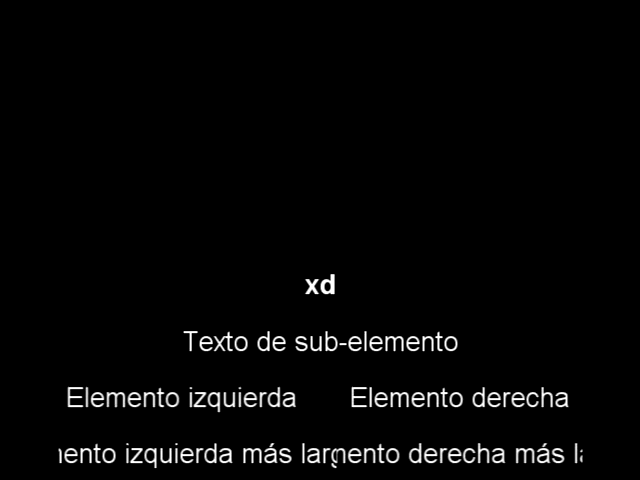 xd
Texto de sub-elemento
Elemento izquierda Elemento derecha
izquierda más derecha más